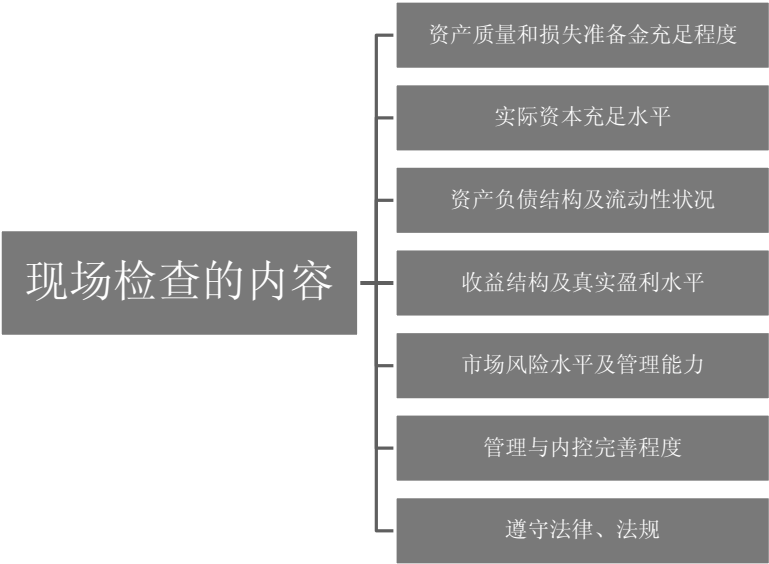 现场检查的内容
资产质量和损失准备金充足程度
实际资本充足水平
资产负债结构及流动性状况
收益结构及真实盈利水平
市场风险水平及管理能力
管理与内控完善程度
遵守法律、法规